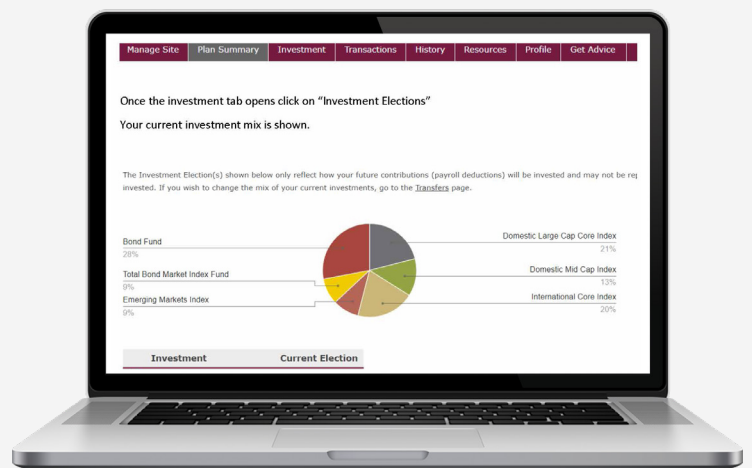 Manage Site Plan Summary Investment Transactions History Resources Profile Get Advice
Once the investment tab opens click on “Investment Elections”
Your current investment mix is shown.
The Investment Election(s) shown below only reflect how your future contributions (payroll deductions) will be invested and may not be
invested. If you wish to change the mix of your current investments, go to the Transfers page.
Bond Fund
28%
Total Bond Market Index Fund
9%
Emerging Markets Index
9%
Domestic Large Cap Core Index
21%
Domestic Mid Cap Index
13%
International Core Index
20%
Investment Current Election